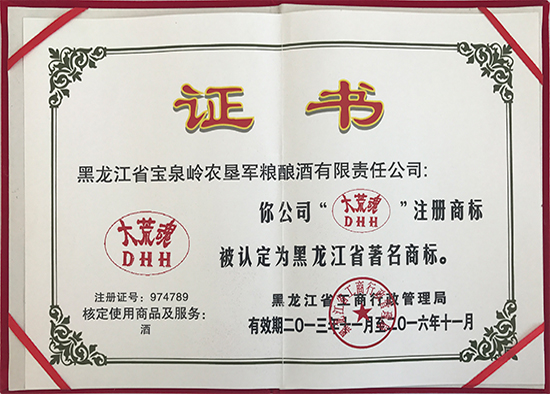 证书
黑龙江省宝泉岭农垦军粮酿酒有限责任公司:
你公司“大荒魂 DHH”注册商标
被认定为黑龙江省著名商标。
大荒魂
DHH
注册证号：974789
核定使用商品及服务：
酒
黑龙江省工商行政管理局
有效期二〇一三年十一月至二〇一六年十一月